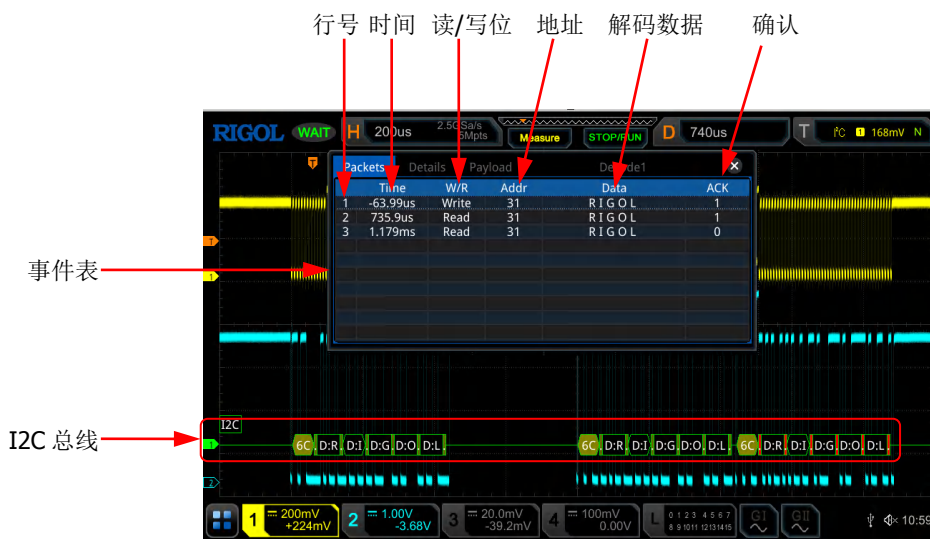 行号 时间 读/写位 地址 解码数据 确认
RIGOL WAIT H 200us 2.5GSa/s 5Mpts Measure STOP/RUN D 740us T I²C 1 168mV N
Packets Details Payload Decode1
Time W/R Addr Data ACK
1 -63.99us Write 31 R I G O L 1
2 735.9us Read 31 R I G O L 1
3 1.179ms Read 31 R I G O L 0
事件表
I2C
I2C 总线
6C D:R D:I D:G D:O D:L 6C D:R D:I D:G D:O D:L 6C D:R D:I D:G D:O D:L
1 200mV +224mV 2 1.00V -3.68V 3 20.0mV -39.2mV 4 100mV 0.00V L 0 1 2 3 4 5 6 7 8 9 10 11 12 13 14 15 GI GII 10:59